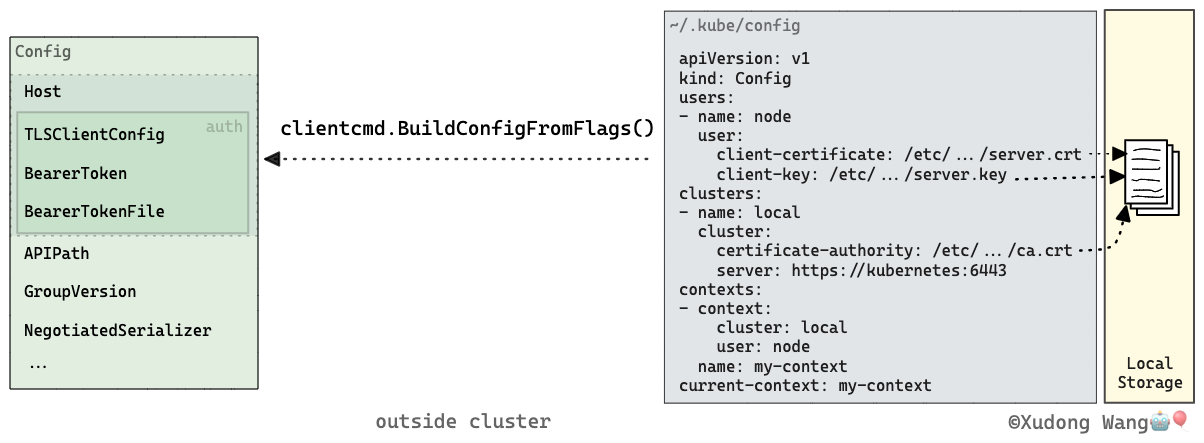 Config
Host
auth
TLSClientConfig
BearerToken
BearerTokenFile
APIPath
GroupVersion
NegotiatedSerializer
...
clientcmd.BuildConfigFromFlags()
~/.kube/config
apiVersion: v1
kind: Config
users:
- name: node
  user:
    client-certificate: /etc/.../server.crt
    client-key: /etc/.../server.key
clusters:
- name: local
  cluster:
    certificate-authority: /etc/.../ca.crt
    server: https://kubernetes:6443
contexts:
- context:
    cluster: local
    user: node
  name: my-context
current-context: my-context
Local
Storage
outside cluster
©Xudong Wang🤖🎈